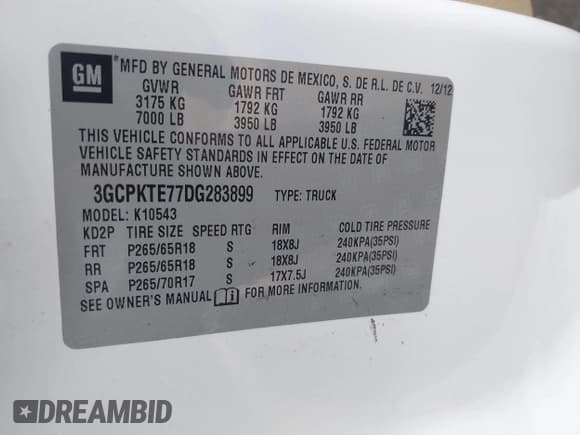 GM
MFD BY GENERAL MOTORS DE MEXICO, S. DE R.L. DE C.V. 12/12
GVWR GAWR FRT GAWR RR
3175 KG 1792 KG 1792 KG
7000 LB 3950 LB 3950 LB
THIS VEHICLE CONFORMS TO ALL APPLICABLE U.S. FEDERAL MOTOR
VEHICLE SAFETY STANDARDS IN EFFECT ON THE DATE OF
MANUFACTURE SHOWN ABOVE.
3GCPKTE77DG283899 TYPE: TRUCK
MODEL: K10543
KD2P TIRE SIZE SPEED RTG RIM COLD TIRE PRESSURE
FRT P265/65R18 S 18X8J 240KPA(35PSI)
RR P265/65R18 S 18X8J 240KPA(35PSI)
SPA P265/70R17 S 17X7.5J 240KPA(35PSI)
SEE OWNER'S MANUAL FOR MORE INFORMATION.
DREAMBID